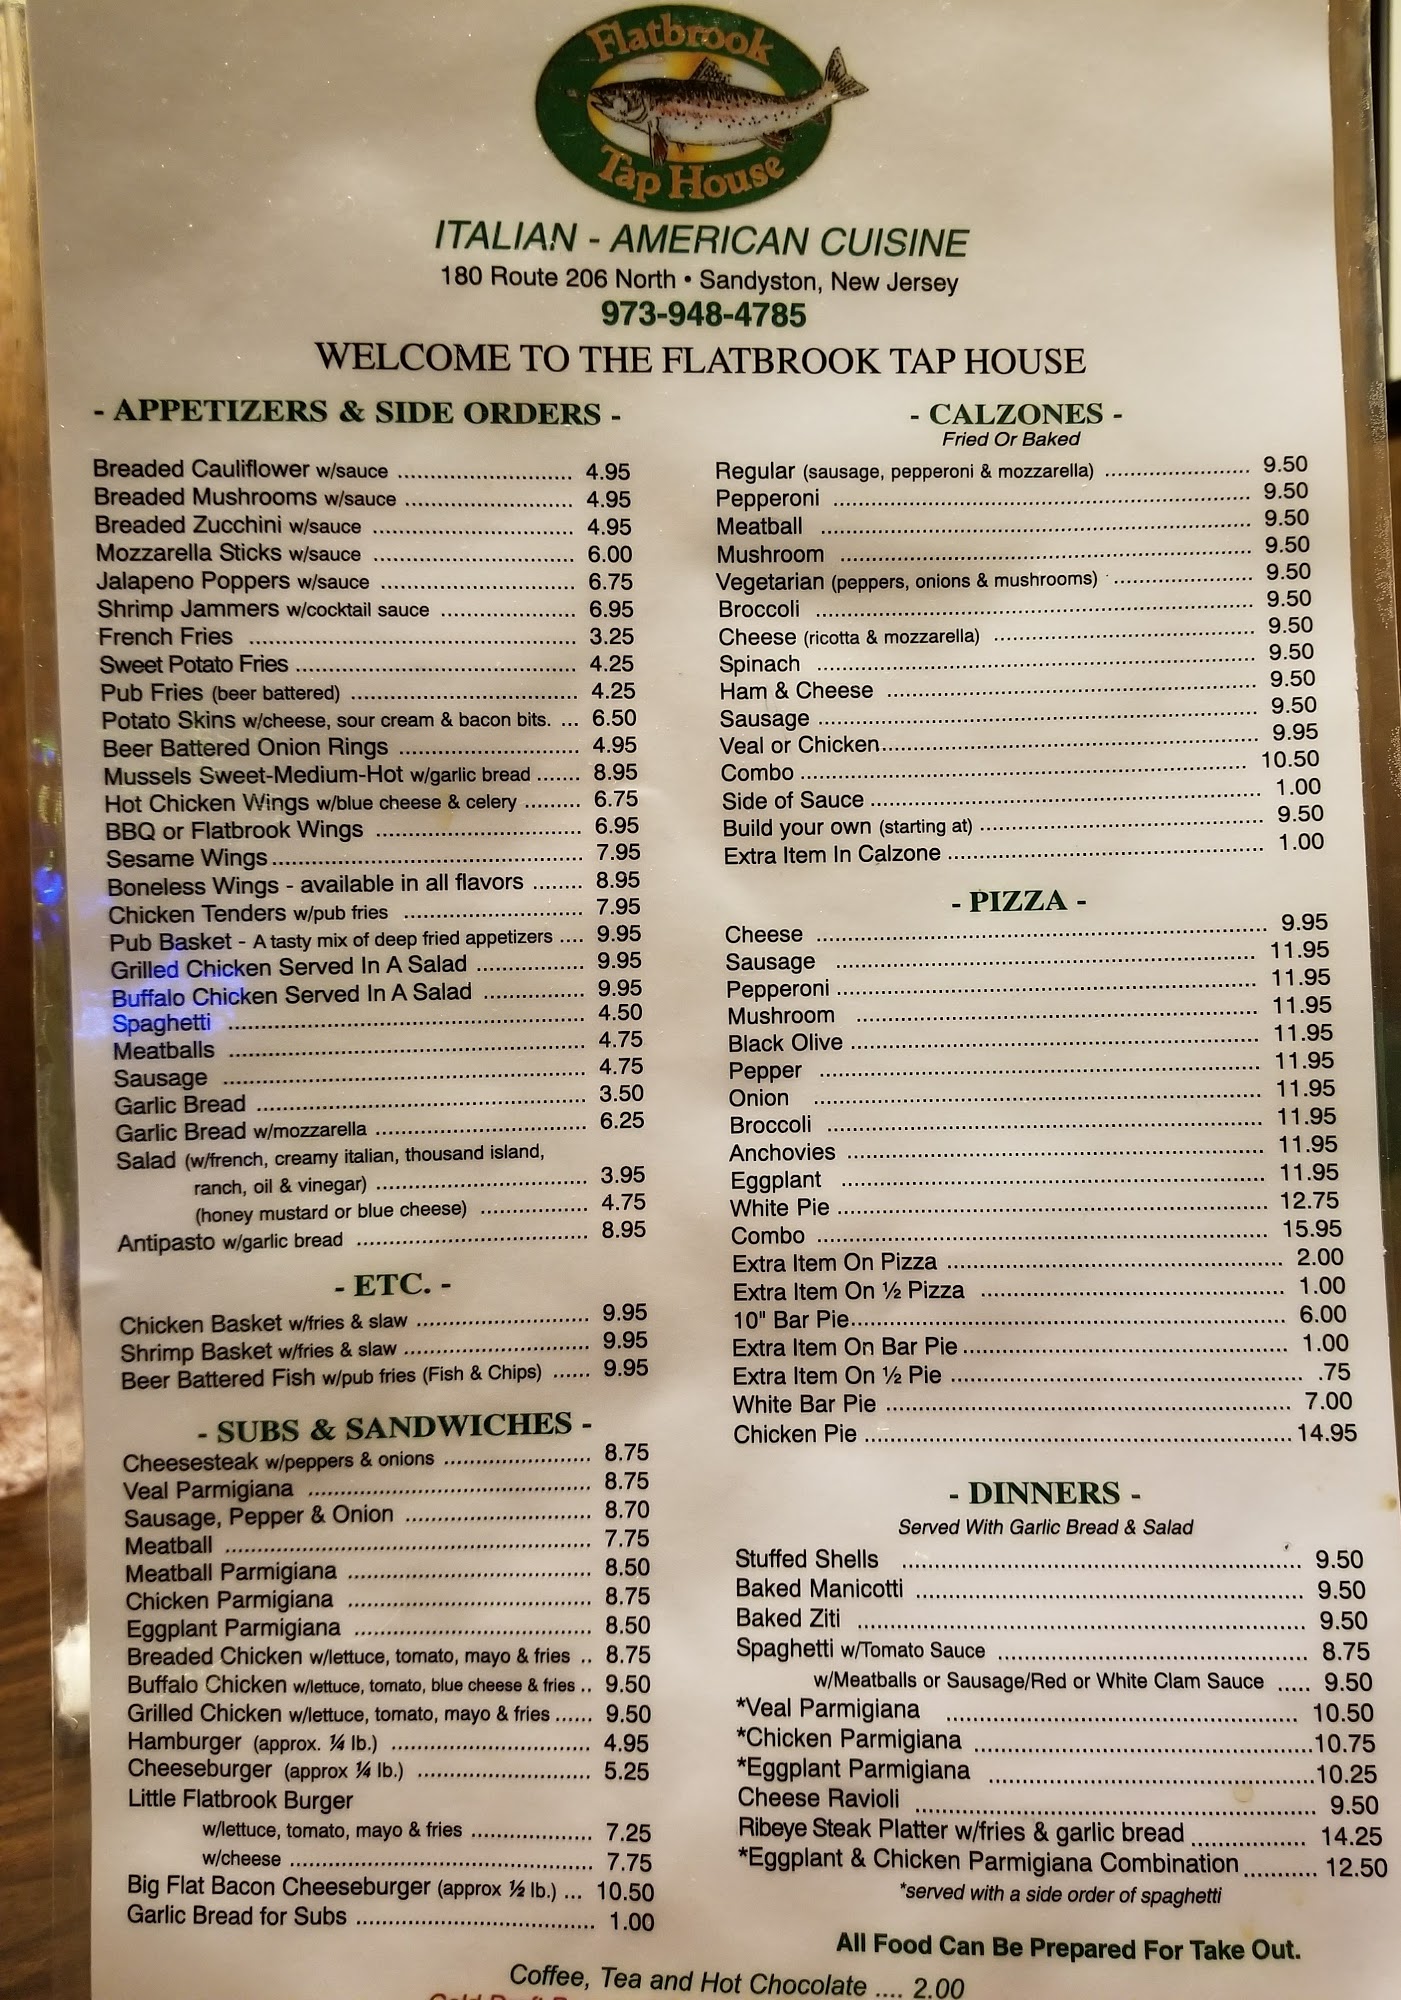 Flatbrook
Tap House
ITALIAN - AMERICAN CUISINE
180 Route 206 North • Sandyston, New Jersey
973-948-4785
WELCOME TO THE FLATBROOK TAP HOUSE
- APPETIZERS & SIDE ORDERS -
Breaded Cauliflower w/sauce ............ 4.95
Breaded Mushrooms w/sauce ............ 4.95
Breaded Zucchini w/sauce ............ 4.95
Mozzarella Sticks w/sauce ............ 6.00
Jalapeno Poppers w/sauce ............ 6.75
Shrimp Jammers w/cocktail sauce ............ 6.95
French Fries ............ 3.25
Sweet Potato Fries ............ 4.25
Pub Fries (beer battered) ............ 4.25
Potato Skins w/cheese, sour cream & bacon bits. ... 6.50
Beer Battered Onion Rings ............ 4.95
Mussels Sweet-Medium-Hot w/garlic bread ....... 8.95
Hot Chicken Wings w/blue cheese & celery ......... 6.75
BBQ or Flatbrook Wings ............ 6.95
Sesame Wings ............ 7.95
Boneless Wings - available in all flavors ........ 8.95
Chicken Tenders w/pub fries ............ 7.95
Pub Basket - A tasty mix of deep fried appetizers .... 9.95
Grilled Chicken Served In A Salad ............ 9.95
Buffalo Chicken Served In A Salad ............ 9.95
Spaghetti ............ 4.50
Meatballs ............ 4.75
Sausage ............ 4.75
Garlic Bread ............ 3.50
Garlic Bread w/mozzarella ............ 6.25
Salad (w/french, creamy italian, thousand island,
ranch, oil & vinegar) ............ 3.95
(honey mustard or blue cheese) ............ 4.75
Antipasto w/garlic bread ............ 8.95
- ETC. -
Chicken Basket w/fries & slaw ............ 9.95
Shrimp Basket w/fries & slaw ............ 9.95
Beer Battered Fish w/pub fries (Fish & Chips) ...... 9.95
- SUBS & SANDWICHES -
Cheesesteak w/peppers & onions ............ 8.75
Veal Parmigiana ............ 8.75
Sausage, Pepper & Onion ............ 8.70
Meatball ............ 7.75
Meatball Parmigiana ............ 8.50
Chicken Parmigiana ............ 8.75
Eggplant Parmigiana ............ 8.50
Breaded Chicken w/lettuce, tomato, mayo & fries .. 8.75
Buffalo Chicken w/lettuce, tomato, blue cheese & fries .. 9.50
Grilled Chicken w/lettuce, tomato, mayo & fries ...... 9.50
Hamburger (approx. ¼ lb.) ............ 4.95
Cheeseburger (approx ¼ lb.) ............ 5.25
Little Flatbrook Burger
w/lettuce, tomato, mayo & fries ............ 7.25
w/cheese ............ 7.75
Big Flat Bacon Cheeseburger (approx ½ lb.) ... 10.50
Garlic Bread for Subs ............ 1.00
- CALZONES -
Fried Or Baked
Regular (sausage, pepperoni & mozzarella) ............ 9.50
Pepperoni ............ 9.50
Meatball ............ 9.50
Mushroom ............ 9.50
Vegetarian (peppers, onions & mushrooms) ............ 9.50
Broccoli ............ 9.50
Cheese (ricotta & mozzarella) ............ 9.50
Spinach ............ 9.50
Ham & Cheese ............ 9.50
Sausage ............ 9.50
Veal or Chicken ............ 9.95
Combo ............ 10.50
Side of Sauce ............ 1.00
Build your own (starting at) ............ 9.50
Extra Item In Calzone ............ 1.00
- PIZZA -
Cheese ............ 9.95
Sausage ............ 11.95
Pepperoni ............ 11.95
Mushroom ............ 11.95
Black Olive ............ 11.95
Pepper ............ 11.95
Onion ............ 11.95
Broccoli ............ 11.95
Anchovies ............ 11.95
Eggplant ............ 11.95
White Pie ............ 12.75
Combo ............ 15.95
Extra Item On Pizza ............ 2.00
Extra Item On ½ Pizza ............ 1.00
10" Bar Pie ............ 6.00
Extra Item On Bar Pie ............ 1.00
Extra Item On ½ Pie ............ .75
White Bar Pie ............ 7.00
Chicken Pie ............ 14.95
- DINNERS -
Served With Garlic Bread & Salad
Stuffed Shells ............ 9.50
Baked Manicotti ............ 9.50
Baked Ziti ............ 9.50
Spaghetti w/Tomato Sauce ............ 8.75
w/Meatballs or Sausage/Red or White Clam Sauce ..... 9.50
*Veal Parmigiana ............ 10.50
*Chicken Parmigiana ............ 10.75
*Eggplant Parmigiana ............ 10.25
Cheese Ravioli ............ 9.50
Ribeye Steak Platter w/fries & garlic bread ............ 14.25
*Eggplant & Chicken Parmigiana Combination .......... 12.50
*served with a side order of spaghetti
All Food Can Be Prepared For Take Out.
Coffee, Tea and Hot Chocolate .... 2.00